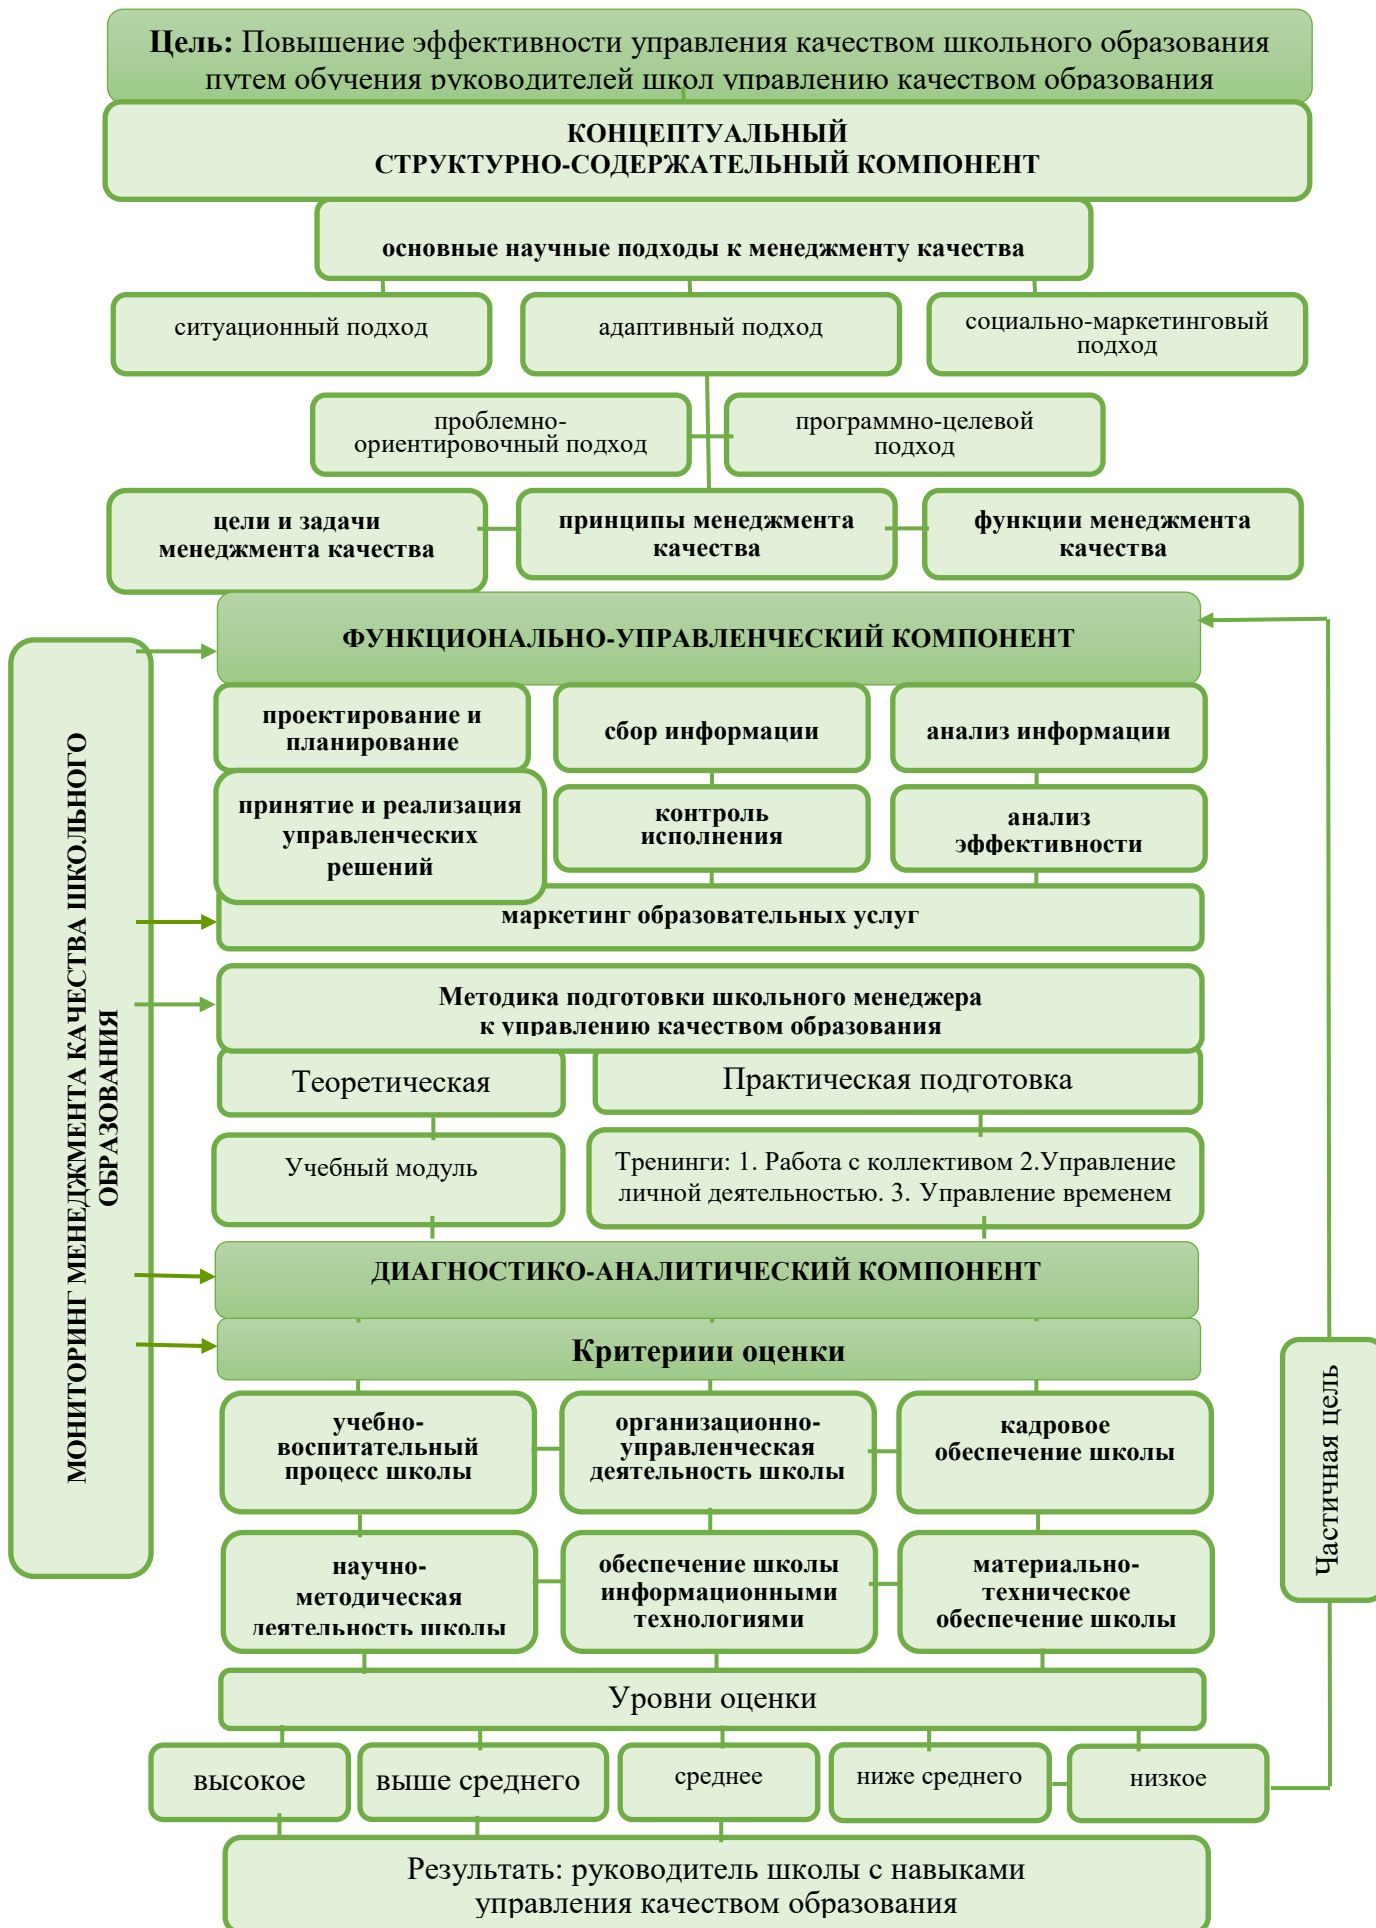 Цель: Повышение эффективности управления качеством школьного образования
путем обучения руководителей школ управлению качеством образования
КОНЦЕПТУАЛЬНЫЙ
СТРУКТУРНО-СОДЕРЖАТЕЛЬНЫЙ КОМПОНЕНТ
основные научные подходы к менеджменту качества
ситуационный подход
адаптивный подход
социально-маркетинговый
подход
проблемно-
ориентировочный подход
программно-целевой
подход
цели и задачи
менеджмента качества
принципы менеджмента
качества
функции менеджмента
качества
ФУНКЦИОНАЛЬНО-УПРАВЛЕНЧЕСКИЙ КОМПОНЕНТ
МОНИТОРИНГ МЕНЕДЖМЕНТА КАЧЕСТВА ШКОЛЬНОГО
ОБРАЗОВАНИЯ
проектирование и
планирование
сбор информации
анализ информации
принятие и реализация
управленческих
решений
контроль
исполнения
анализ
эффективности
маркетинг образовательных услуг
Методика подготовки школьного менеджера
к управлению качеством образования
Теоретическая
Практическая подготовка
Учебный модуль
Тренинги: 1. Работа с коллективом 2.Управление
личной деятельностью. 3. Управление временем
ДИАГНОСТИКО-АНАЛИТИЧЕСКИЙ КОМПОНЕНТ
Критериии оценки
учебно-
воспитательный
процесс школы
организационно-
управленческая
деятельность школы
кадровое
обеспечение школы
научно-
методическая
деятельность школы
обеспечение школы
информационными
технологиями
материально-
техническое
обеспечение школы
Частичная цель
Уровни оценки
высокое
выше среднего
среднее
ниже среднего
низкое
Результать: руководитель школы с навыками
управления качеством образования